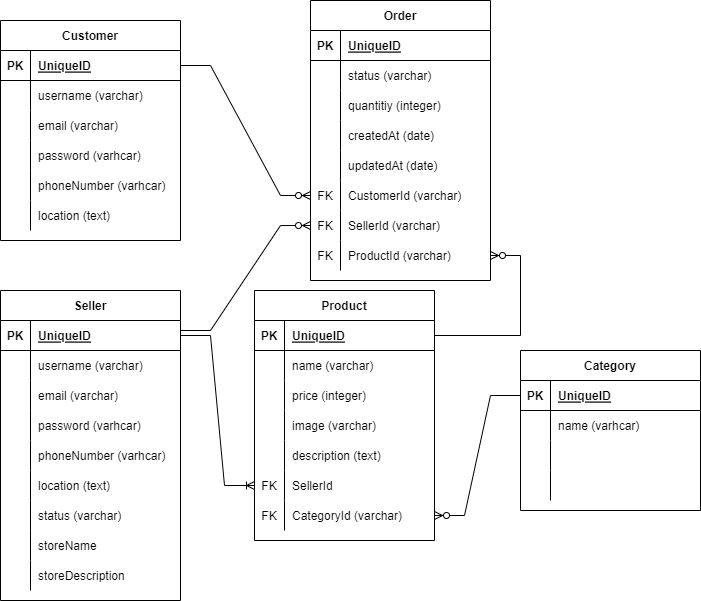 Customer
PK UniqueID
username (varchar)
email (varchar)
password (varhcar)
phoneNumber (varhcar)
location (text)
Order
PK UniqueID
status (varchar)
quantitiy (integer)
createdAt (date)
updatedAt (date)
FK CustomerId (varchar)
FK SellerId (varchar)
FK ProductId (varchar)
Seller
PK UniqueID
username (varchar)
email (varchar)
password (varhcar)
phoneNumber (varhcar)
location (text)
status (varchar)
storeName
storeDescription
Product
PK UniqueID
name (varchar)
price (integer)
image (varchar)
description (text)
FK SellerId
FK CategoryId (varchar)
Category
PK UniqueID
name (varhcar)